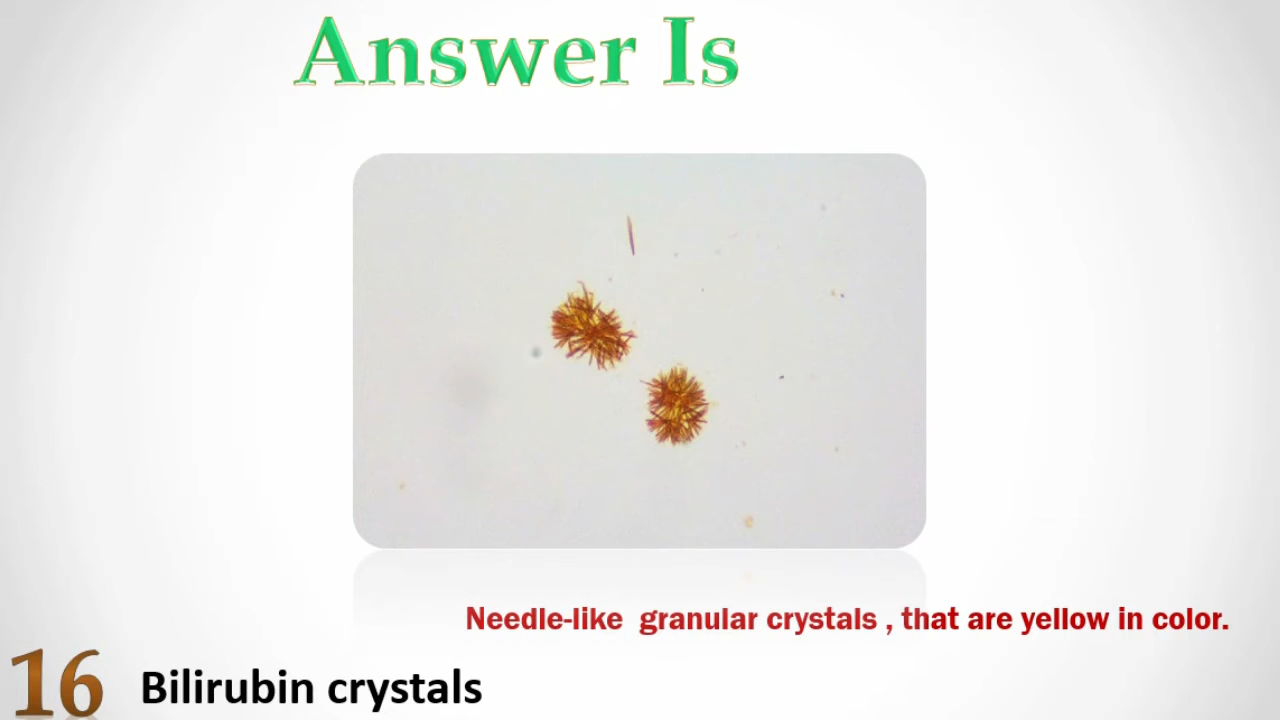 Answer Is
Needle-like granular crystals , that are yellow in color.
16 Bilirubin crystals